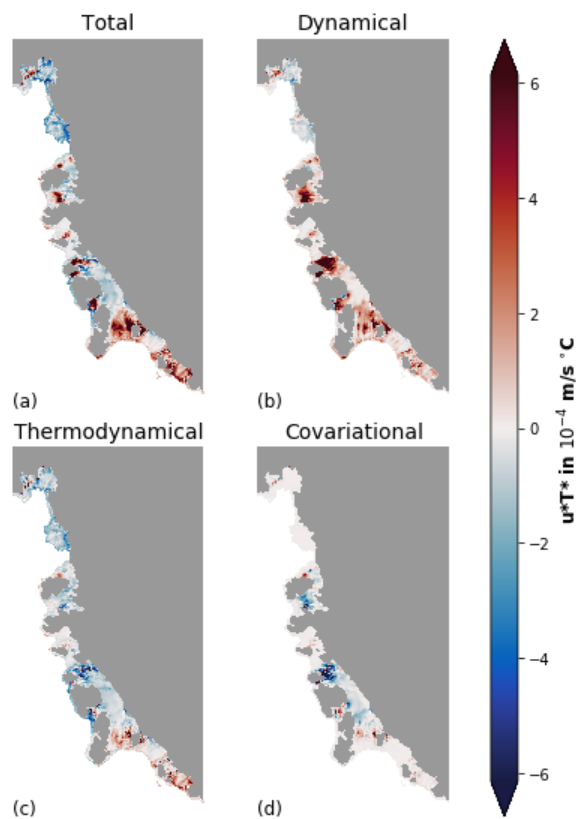 Total
Dynamical
(a)
(b)
Thermodynamical
Covariational
(c)
(d)
6
4
2
0
−2
−4
−6
u*T* in 10⁻⁴ m/s °C